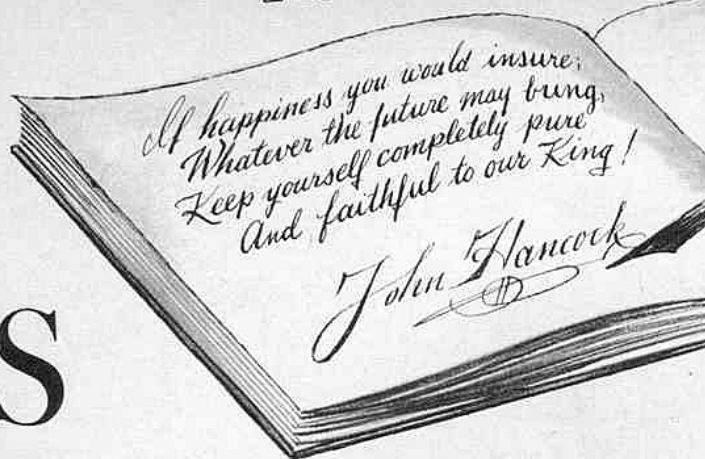 If happiness you would insure,
Whatever the future may bring,
Keep yourself completely pure
And faithful to our King!
John Hancock
S